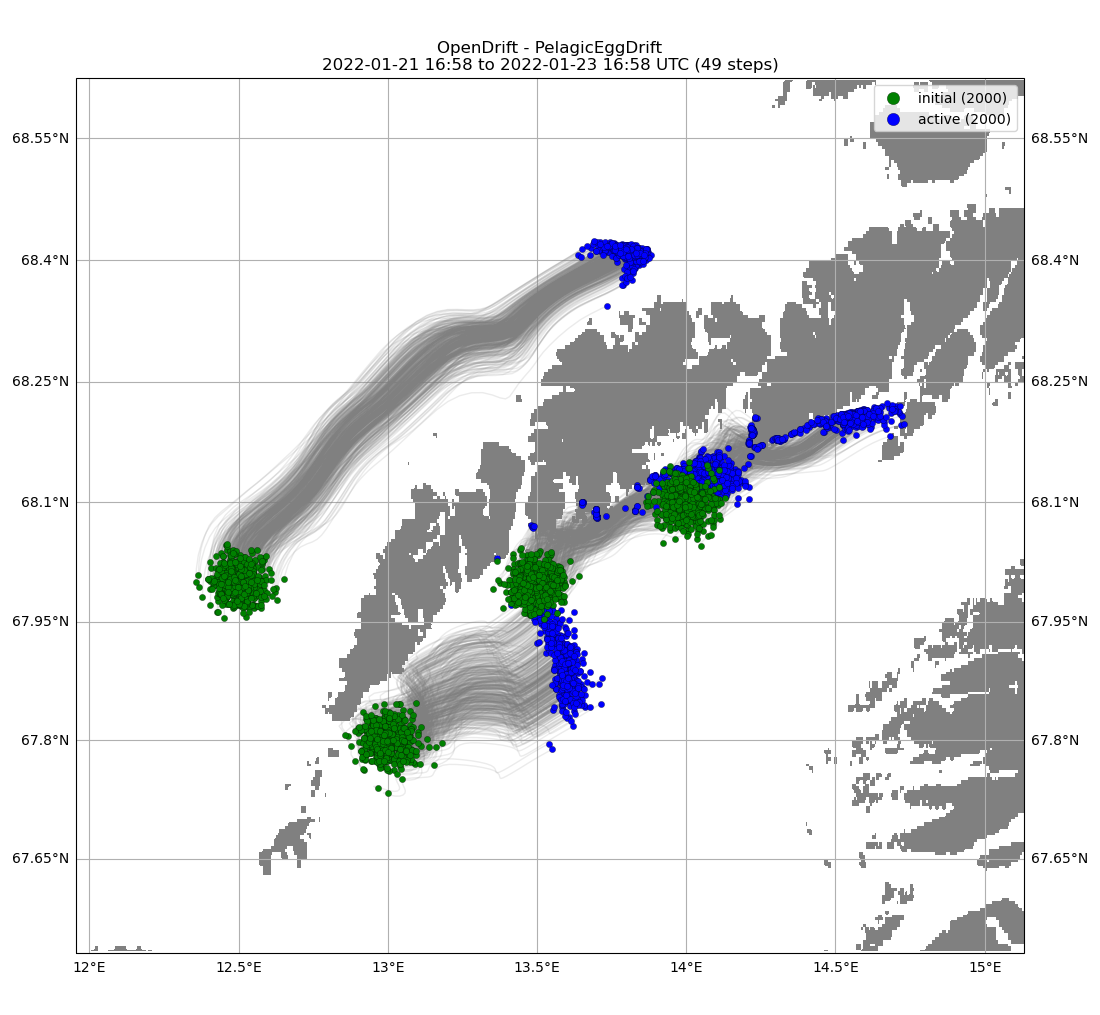 OpenDrift - PelagicEggDrift
2022-01-21 16:58 to 2022-01-23 16:58 UTC (49 steps)
initial (2000)
active (2000)
68.55°N 68.55°N
68.4°N 68.4°N
68.25°N 68.25°N
68.1°N 68.1°N
67.95°N 67.95°N
67.8°N 67.8°N
67.65°N 67.65°N
12°E 12.5°E 13°E 13.5°E 14°E 14.5°E 15°E